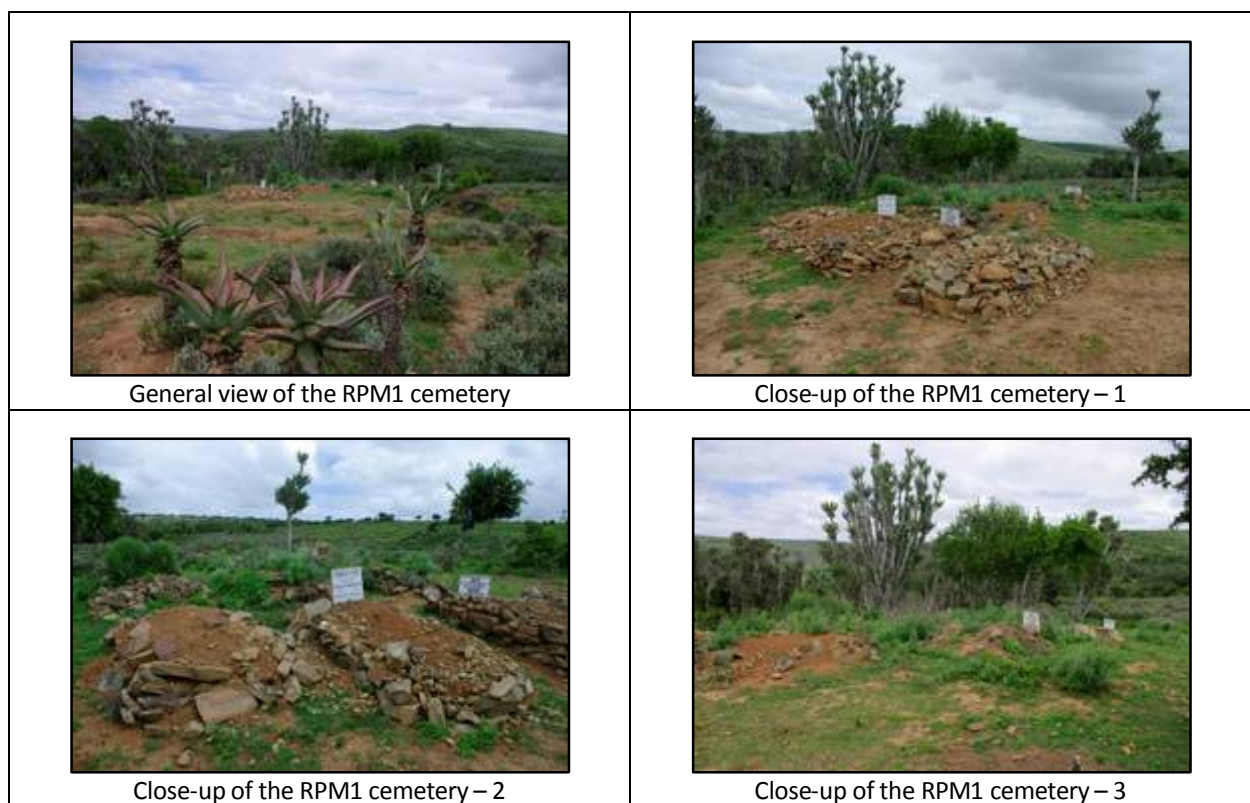 General view of the RPM1 cemetery
Close-up of the RPM1 cemetery – 1
Close-up of the RPM1 cemetery – 2
Close-up of the RPM1 cemetery – 3